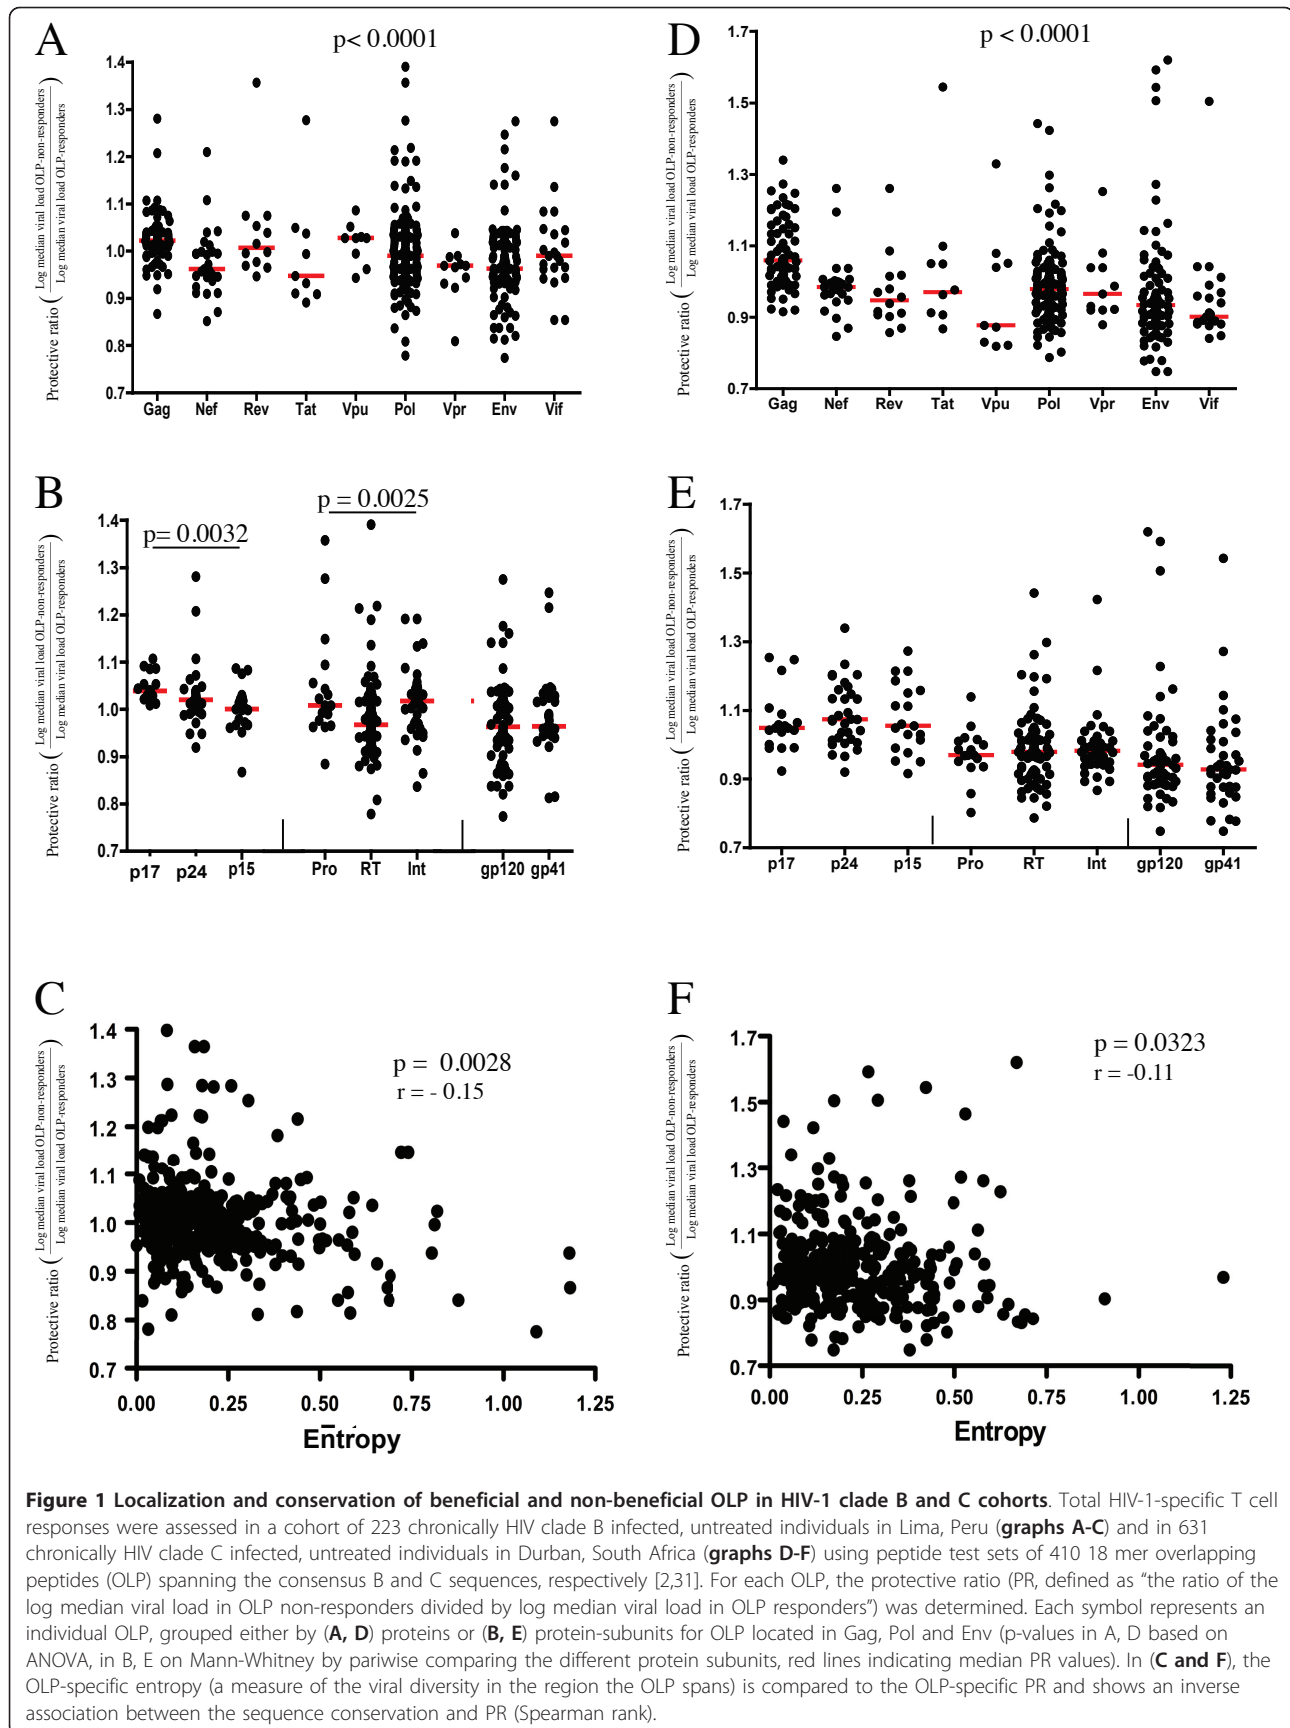 A
p< 0.0001
Protective ratio ( Log median viral load OLP-non-responders / Log median viral load OLP-responders )
1.4
1.3
1.2
1.1
1.0
0.9
0.8
0.7
Gag Nef Rev Tat Vpu Pol Vpr Env Vif
D
p < 0.0001
Protective ratio ( Log median viral load OLP-non-responders / Log median viral load OLP-responders )
1.7
1.5
1.3
1.1
0.9
0.7
Gag Nef Rev Tat Vpu Pol Vpr Env Vif
B
p= 0.0032
p = 0.0025
Protective ratio ( Log median viral load OLP-non-responders / Log median viral load OLP-responders )
1.4
1.3
1.2
1.1
1.0
0.9
0.8
0.7
p17 p24 p15 Pro RT Int gp120 gp41
E
Protective ratio ( Log median viral load OLP-non-responders / Log median viral load OLP-responders )
1.7
1.5
1.3
1.1
0.9
0.7
p17 p24 p15 Pro RT Int gp120 gp41
C
p = 0.0028
r = - 0.15
Protective ratio ( Log median viral load OLP-non-responders / Log median viral load OLP-responders )
1.4
1.3
1.2
1.1
1.0
0.9
0.8
0.7
0.00 0.25 0.50 0.75 1.00 1.25
Entropy
F
p = 0.0323
r = -0.11
Protective ratio ( Log median viral load OLP-non-responders / Log median viral load OLP-responders )
1.7
1.5
1.3
1.1
0.9
0.7
0.00 0.25 0.50 0.75 1.00 1.25
Entropy
Figure 1 Localization and conservation of beneficial and non-beneficial OLP in HIV-1 clade B and C cohorts. Total HIV-1-specific T cell
responses were assessed in a cohort of 223 chronically HIV clade B infected, untreated individuals in Lima, Peru (graphs A-C) and in 631
chronically HIV clade C infected, untreated individuals in Durban, South Africa (graphs D-F) using peptide test sets of 410 18 mer overlapping
peptides (OLP) spanning the consensus B and C sequences, respectively [2,31]. For each OLP, the protective ratio (PR, defined as “the ratio of the
log median viral load in OLP non-responders divided by log median viral load in OLP responders”) was determined. Each symbol represents an
individual OLP, grouped either by (A, D) proteins or (B, E) protein-subunits for OLP located in Gag, Pol and Env (p-values in A, D based on
ANOVA, in B, E on Mann-Whitney by pariwise comparing the different protein subunits, red lines indicating median PR values). In (C and F), the
OLP-specific entropy (a measure of the viral diversity in the region the OLP spans) is compared to the OLP-specific PR and shows an inverse
association between the sequence conservation and PR (Spearman rank).